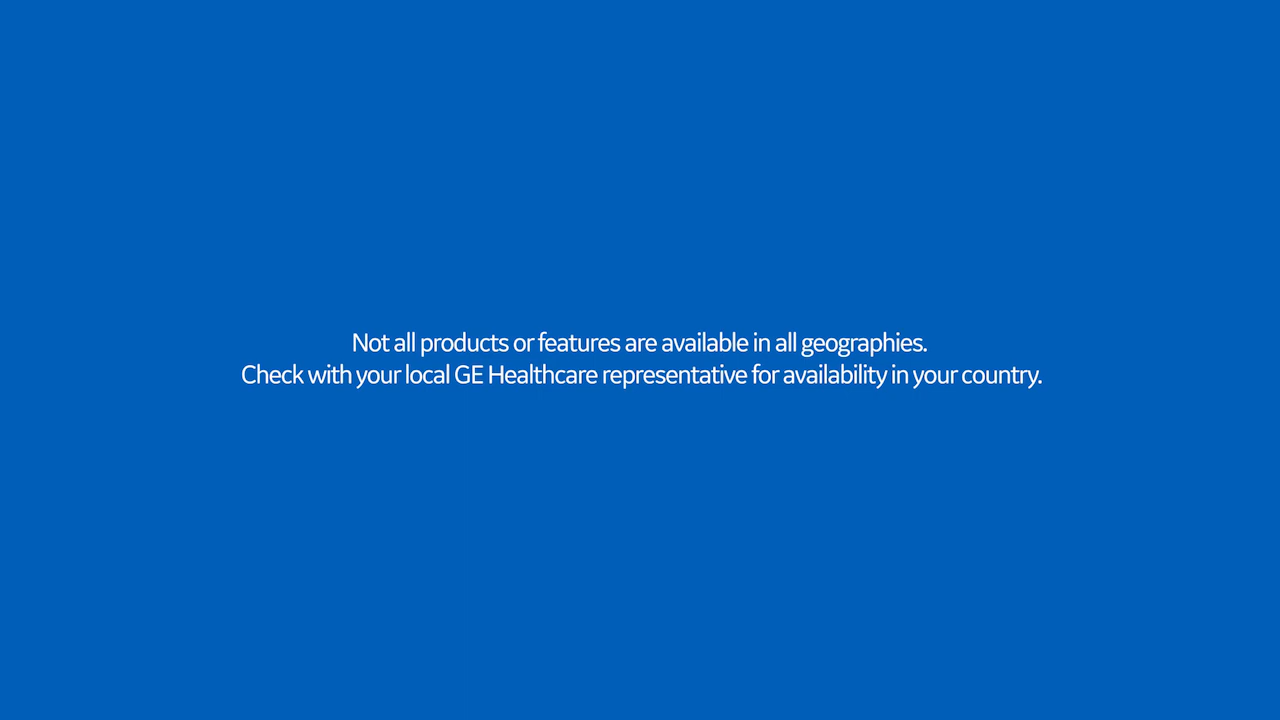 Not all products or features are available in all geographies.
Check with your local GE Healthcare representative for availability in your country.